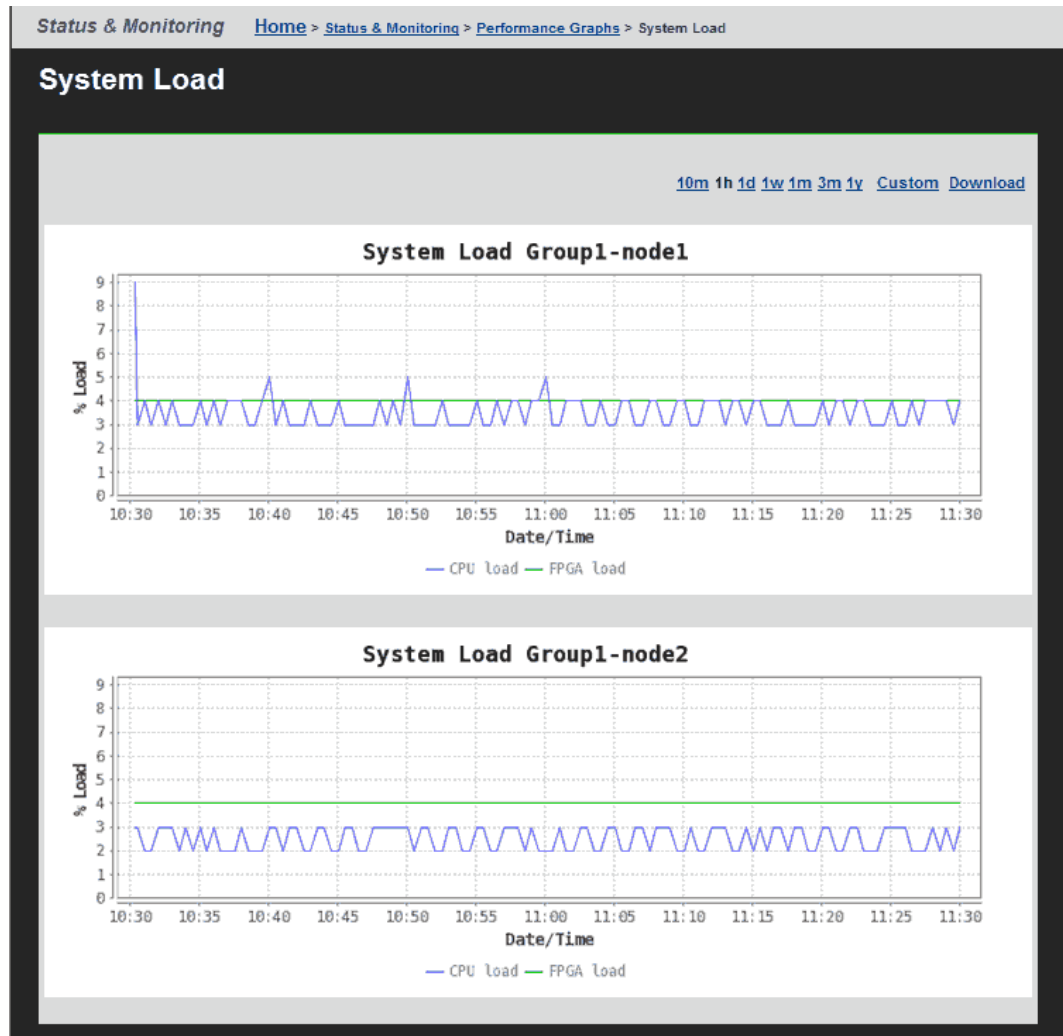 Status & Monitoring Home > Status & Monitoring > Performance Graphs > System Load
System Load
10m 1h 1d 1w 1m 3m 1y Custom Download
System Load Group1-node1
9
8
7
6
5
4
3
2
1
0
% Load
10:30 10:35 10:40 10:45 10:50 10:55 11:00 11:05 11:10 11:15 11:20 11:25 11:30
Date/Time
CPU load FPGA load
System Load Group1-node2
9
8
7
6
5
4
3
2
1
0
% Load
10:30 10:35 10:40 10:45 10:50 10:55 11:00 11:05 11:10 11:15 11:20 11:25 11:30
Date/Time
CPU load FPGA load